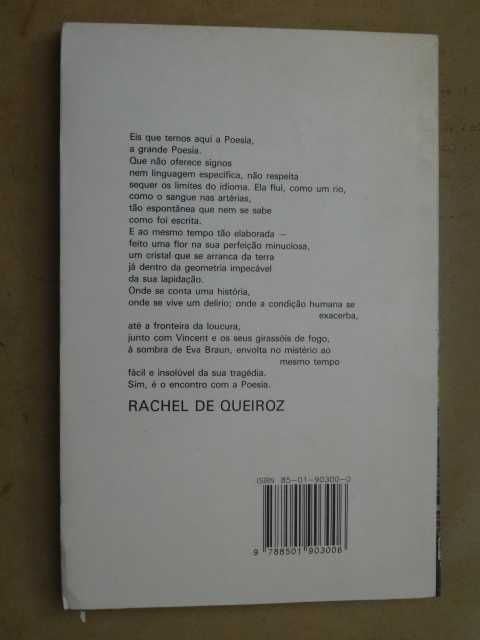 Eis que temos aqui a Poesia,
a grande Poesia.
Que não oferece signos
nem linguagem específica, não respeita
sequer os limites do idioma. Ela flui, como um rio,
como o sangue nas artérias,
tão espontânea que nem se sabe
como foi escrita.
E ao mesmo tempo tão elaborada —
feito uma flor na sua perfeição minuciosa,
um cristal que se arranca da terra
já dentro da geometria impecável
da sua lapidação.
Onde se conta uma história,
onde se vive um delírio; onde a condição humana se
exacerba,
até a fronteira da loucura,
junto com Vincent e os seus girassóis de fogo,
à sombra de Eva Braun, envolta no mistério ao
mesmo tempo
fácil e insolúvel da sua tragédia.
Sim, é o encontro com a Poesia.
RACHEL DE QUEIROZ
ISBN 85-01-90300-0
9 788501 903006